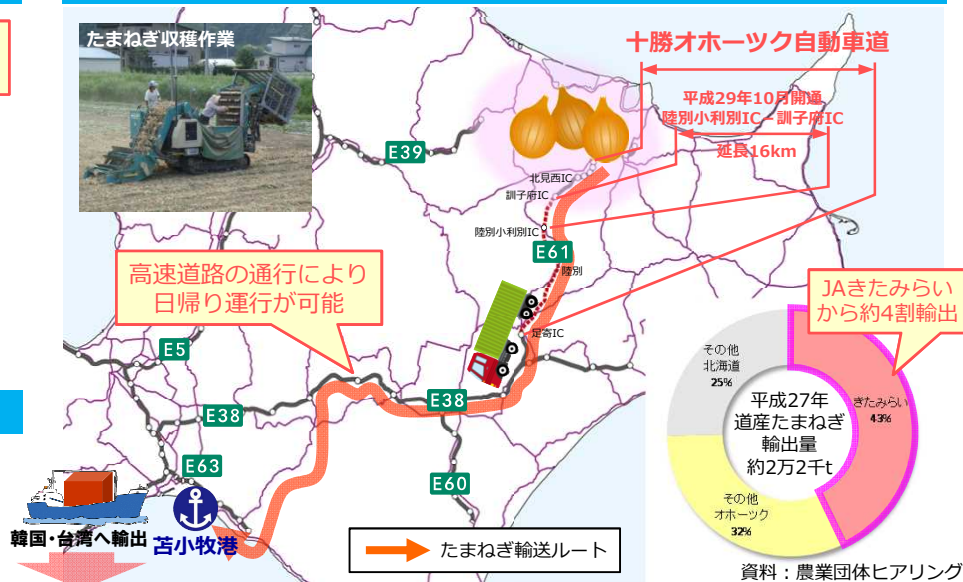 たまねぎ収穫作業
十勝オホーツク自動車道
平成29年10月開通
陸別小利別IC-訓子府IC
延長16km
E39
北見西IC
訓子府IC
陸別小利別IC
E61
陸別
高速道路の通行により
日帰り運行が可能
足寄IC
JAきたみらい
から約4割輸出
E5
E38
E38
E63
E60
その他
北海道
25%
きたみらい
43%
平成27年
道産たまねぎ
輸出量
約2万2千t
その他
オホーツク
32%
韓国・台湾へ輸出
苫小牧港
たまねぎ輸送ルート
資料：農業団体ヒアリング